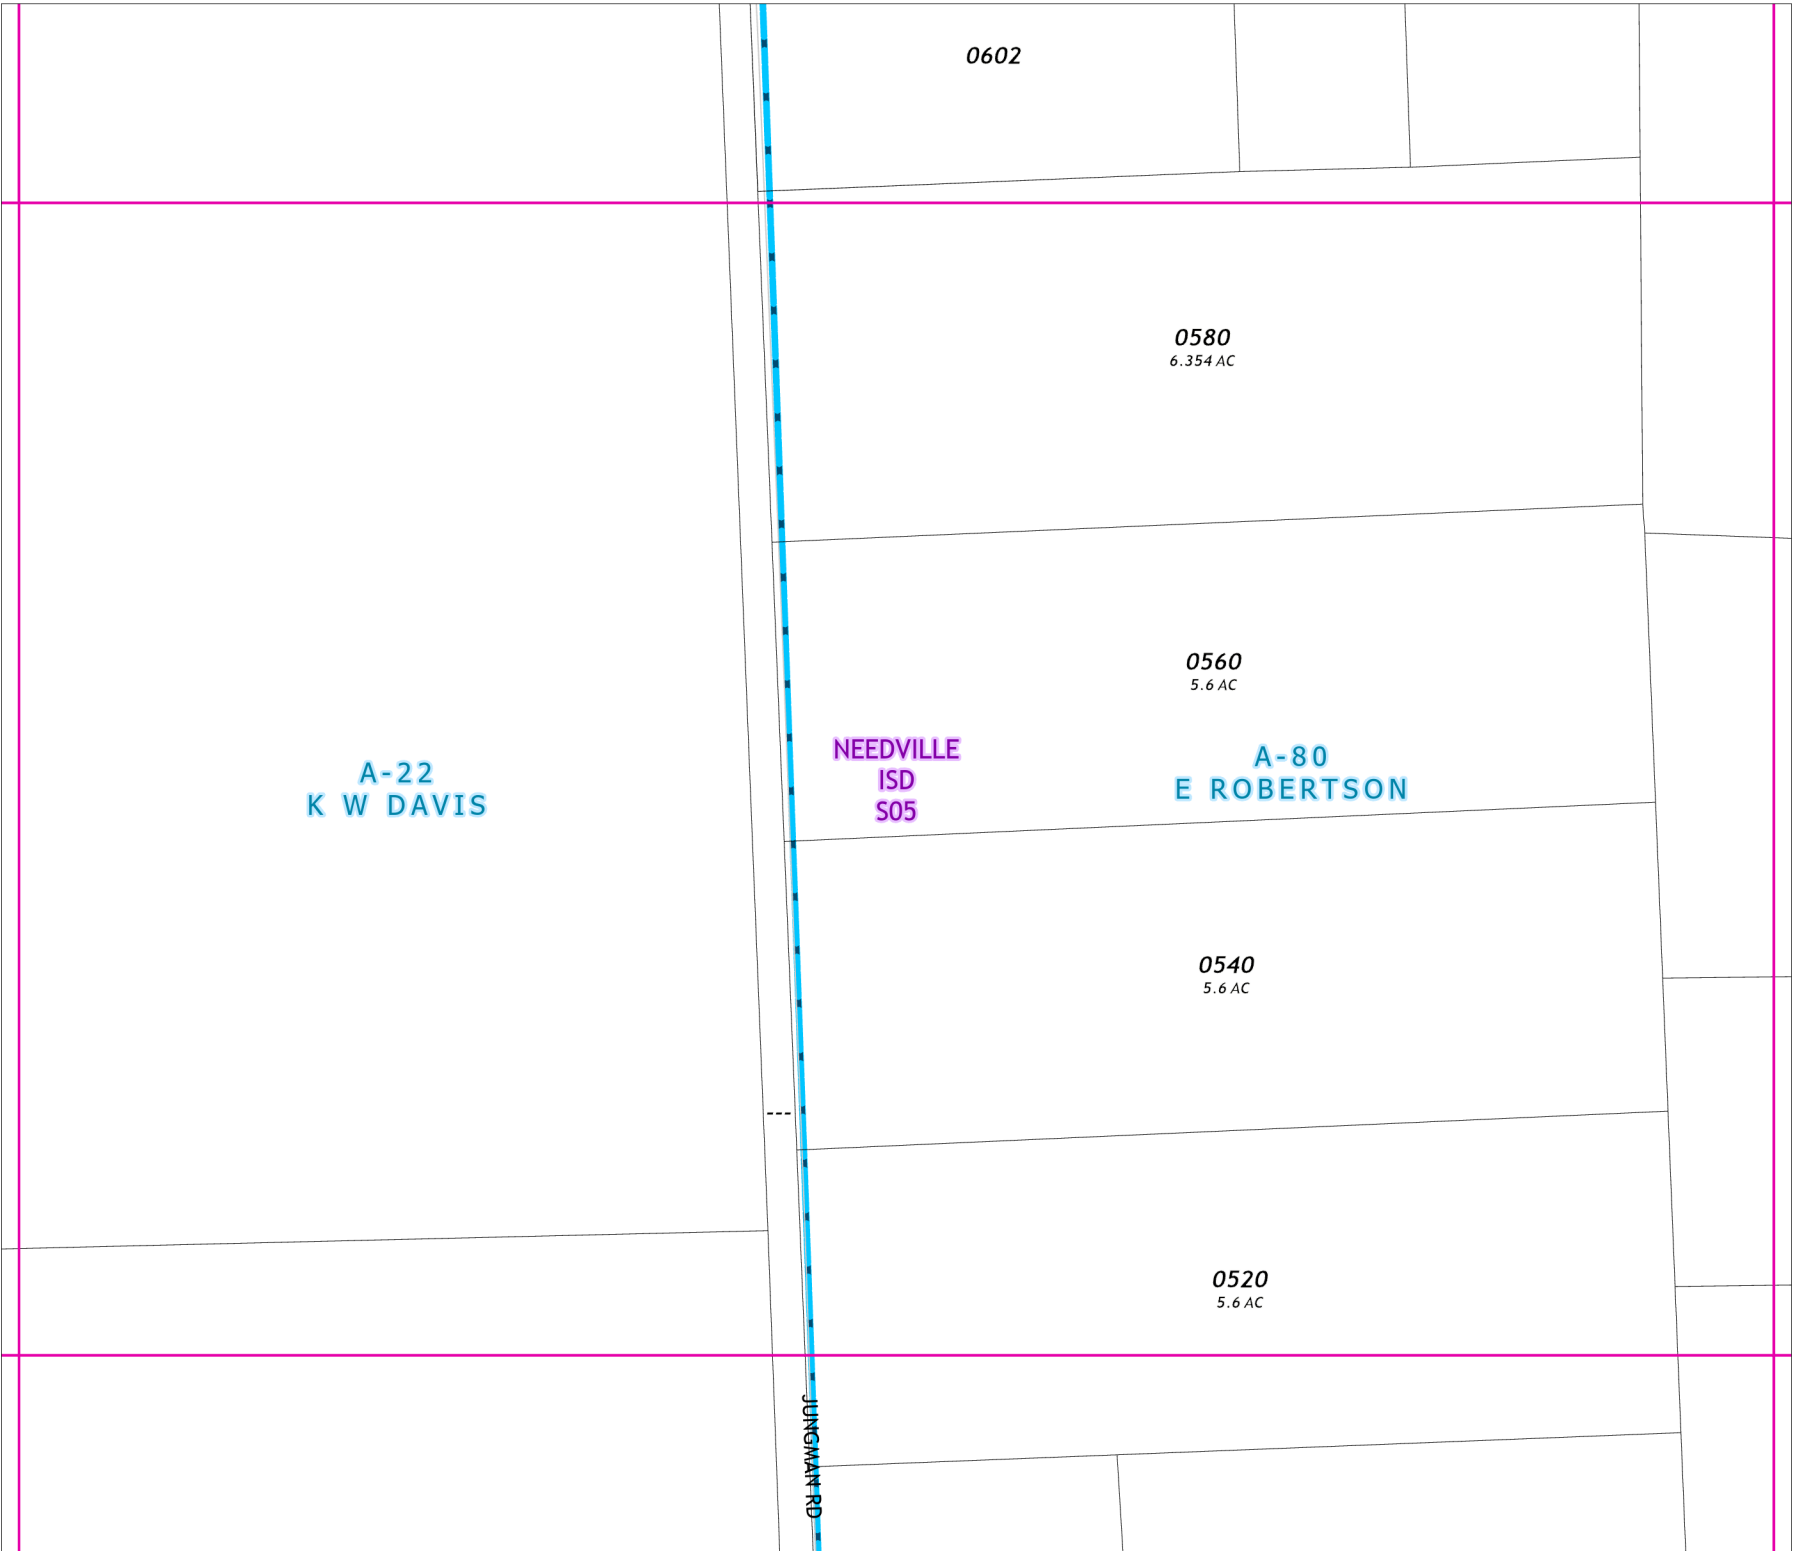 0602
0580
6.354 AC
0560
5.6 AC
NEEDVILLE
ISD
S05
A-80
E ROBERTSON
A-22
K W DAVIS
0540
5.6 AC
0520
5.6 AC
JUNGMAN RD